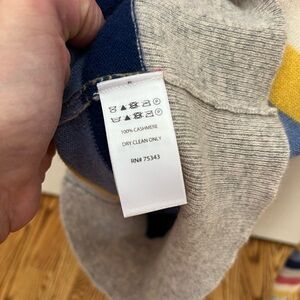 100% CASHMERE
DRY CLEAN ONLY
RN# 75343